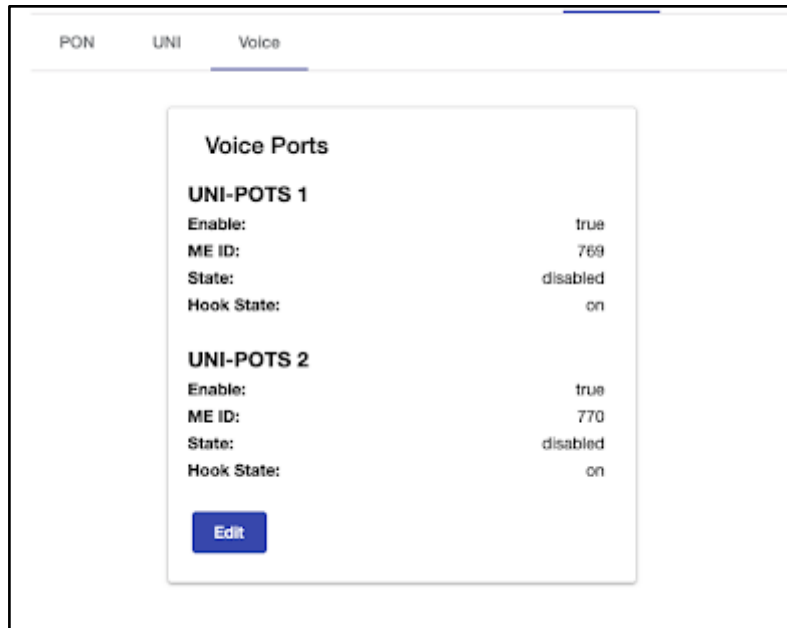 PON UNI Voice
Voice Ports
UNI-POTS 1
Enable: true
ME ID: 769
State: disabled
Hook State: on
UNI-POTS 2
Enable: true
ME ID: 770
State: disabled
Hook State: on
Edit